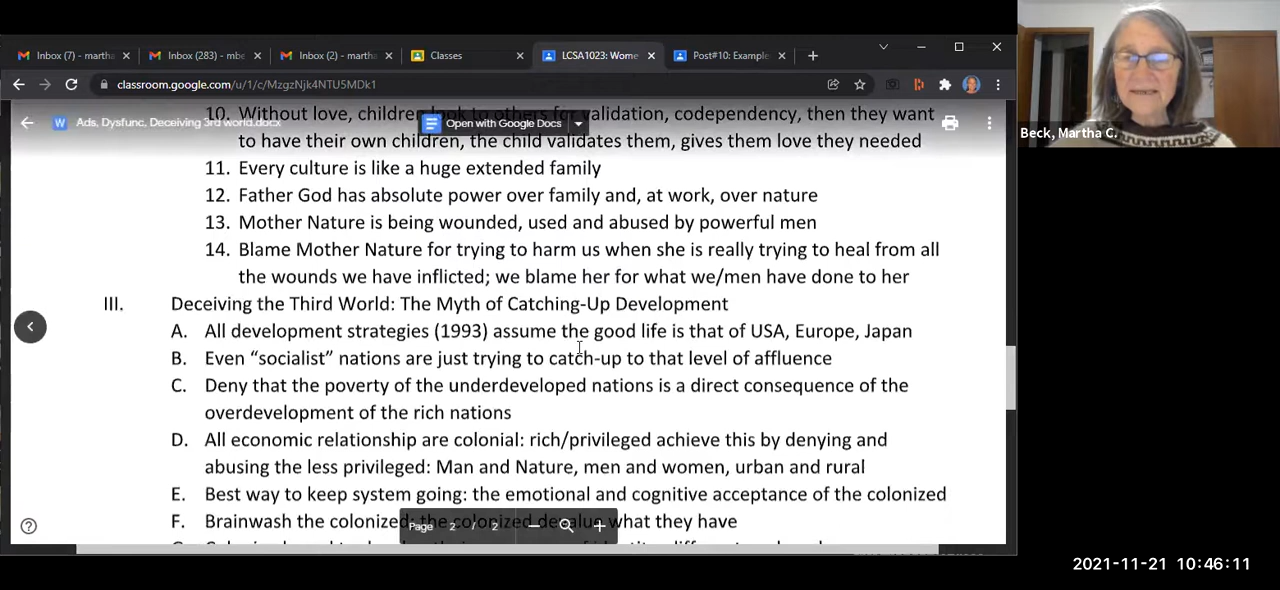 Inbox (7) - martha
Inbox (283) - mbe
Inbox (2) - martha
Classes
LCSA1023: Wome
Post#10: Example
classroom.google.com/u/1/c/MzgzNjk4NTU5MDk1
Ads, Dysfunc, Deceiving 3rd world.docx
Open with Google Docs
10. Without love, children look to others for validation, codependency, then they want
to have their own children, the child validates them, gives them love they needed
11. Every culture is like a huge extended family
12. Father God has absolute power over family and, at work, over nature
13. Mother Nature is being wounded, used and abused by powerful men
14. Blame Mother Nature for trying to harm us when she is really trying to heal from all
the wounds we have inflicted; we blame her for what we/men have done to her
III. Deceiving the Third World: The Myth of Catching-Up Development
A. All development strategies (1993) assume the good life is that of USA, Europe, Japan
B. Even “socialist” nations are just trying to catch-up to that level of affluence
C. Deny that the poverty of the underdeveloped nations is a direct consequence of the
overdevelopment of the rich nations
D. All economic relationship are colonial: rich/privileged achieve this by denying and
abusing the less privileged: Man and Nature, men and women, urban and rural
E. Best way to keep system going: the emotional and cognitive acceptance of the colonized
F. Brainwash the colonized: the colonized devalue what they have
Page 2 / 2
Beck, Martha C.
2021-11-21 10:46:11